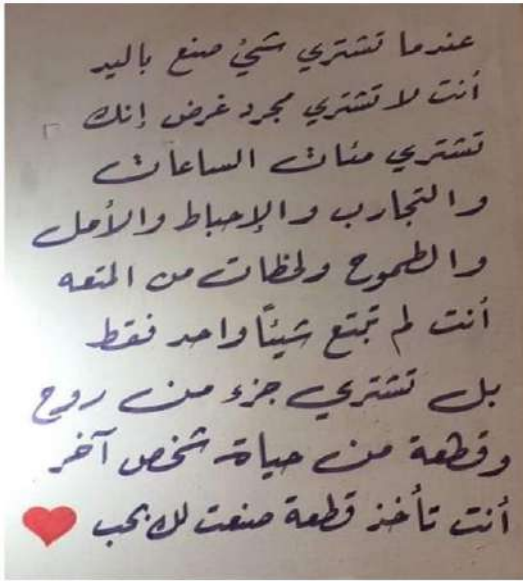 عندما تشتري شيئ صنع باليد
أنت لا تشتري مجرد غرض إنك
تشتري مئات الساعات
والتجارب والإحباط والأمل
والطموح ولحظات من المتعه
أنت لم تبتع شيئاً واحد فقط
بل تشتري جزء من روح
وقطعة من حياة شخص آخر
أنت تأخذ قطعة صنعت لك بحب